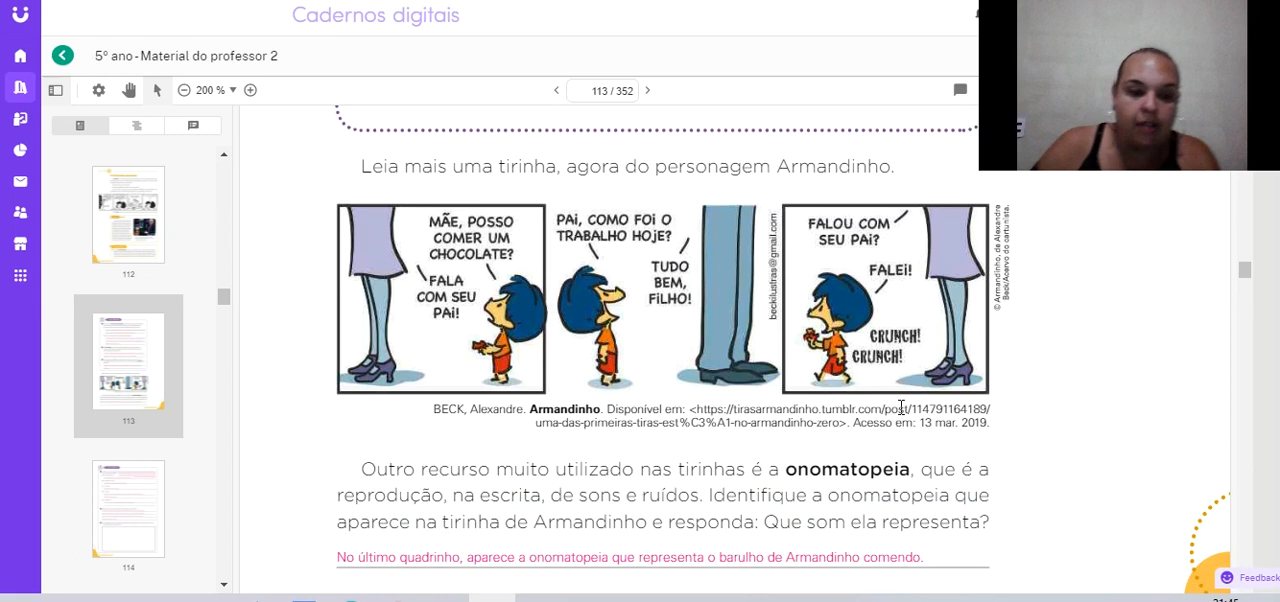 Cadernos digitais
5º ano - Material do professor 2
200 %
113 / 352
Leia mais uma tirinha, agora do personagem Armandinho.
MÃE, POSSO
COMER UM
CHOCOLATE?
FALA
COM SEU
PAI!
PAI, COMO FOI O
TRABALHO HOJE?
TUDO
BEM,
FILHO!
beckilustras@gmail.com
FALOU COM
SEU PAI?
FALEI!
CRUNCH!
CRUNCH!
© Armandinho, de Alexandre
Beck/Acervo do cartunista.
BECK, Alexandre. Armandinho. Disponível em: <https://tirasarmandinho.tumblr.com/post/114791164189/
uma-das-primeiras-tiras-est%C3%A1-no-armandinho-zero>. Acesso em: 13 mar. 2019.
Outro recurso muito utilizado nas tirinhas é a onomatopeia, que é a
reprodução, na escrita, de sons e ruídos. Identifique a onomatopeia que
aparece na tirinha de Armandinho e responda: Que som ela representa?
No último quadrinho, aparece a onomatopeia que representa o barulho de Armandinho comendo.
112
113
114
Feedback